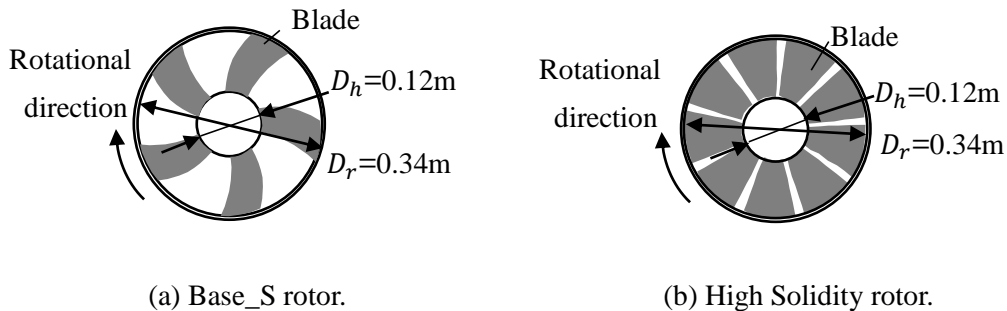 Blade
Rotational
direction
D_h=0.12m
D_r=0.34m
(a) Base_S rotor.
Blade
Rotational
direction
D_h=0.12m
D_r=0.34m
(b) High Solidity rotor.